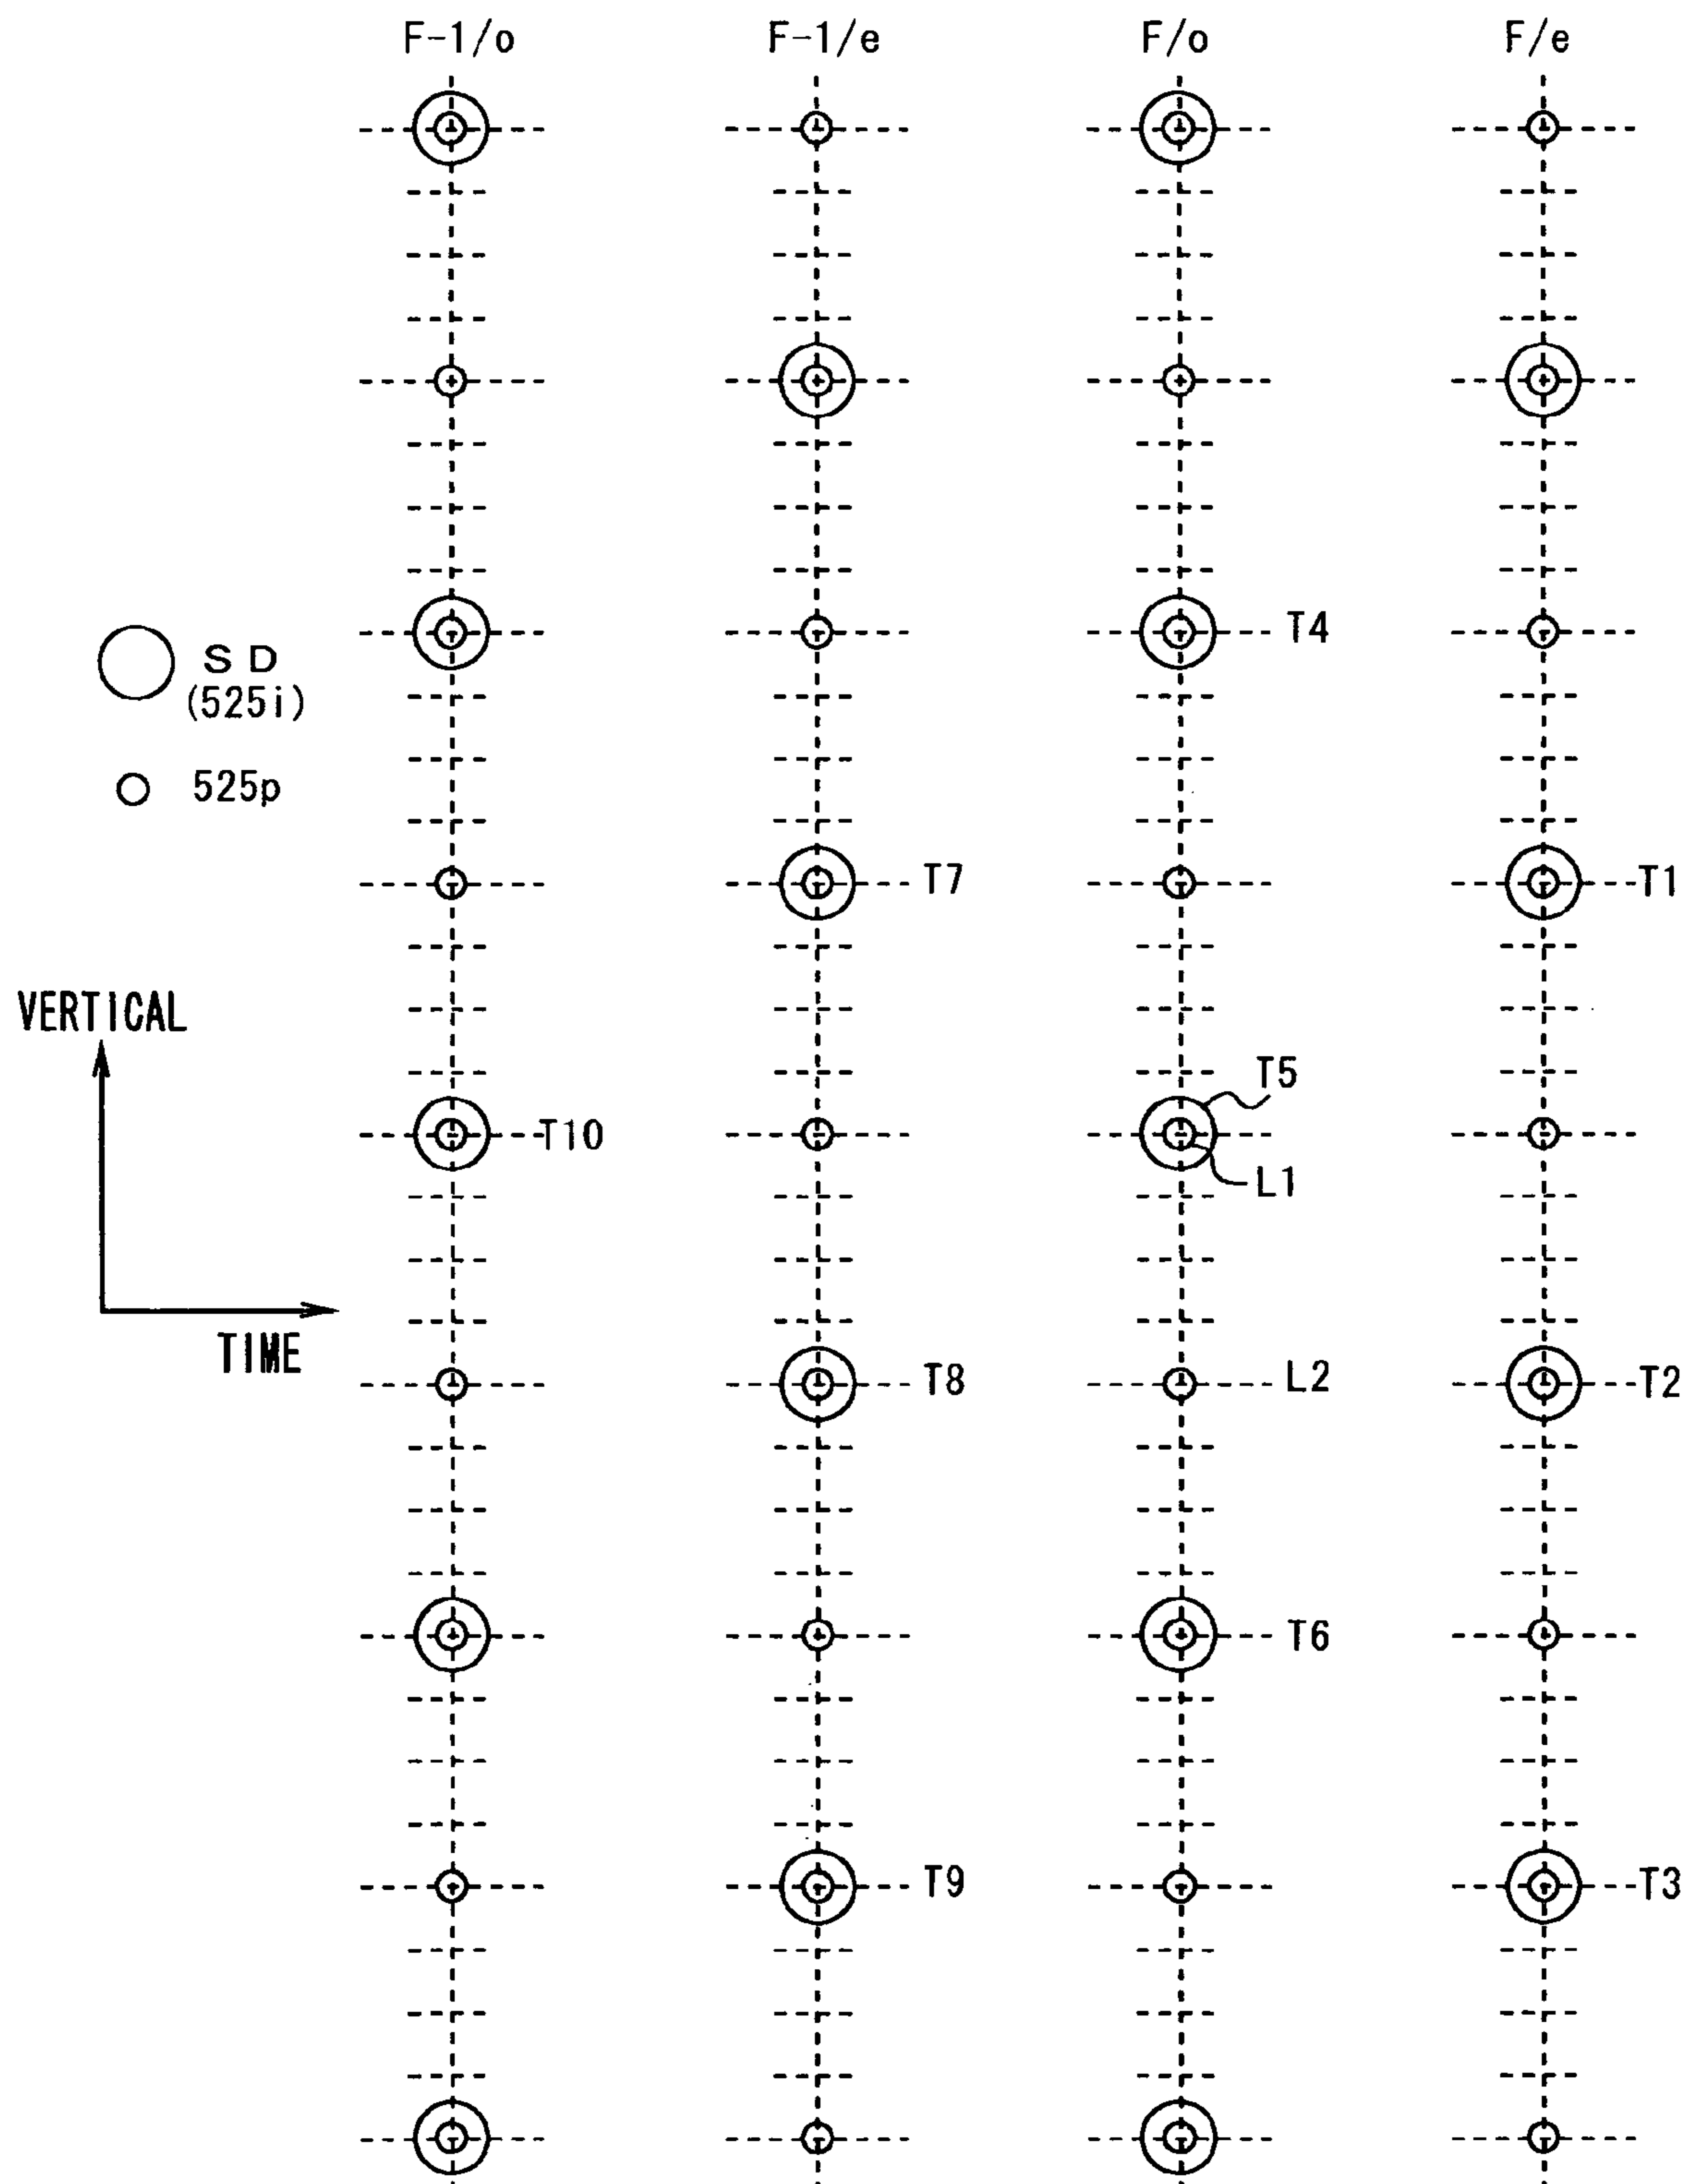 F-1/o
F-1/e
F/o
F/e
T4
SD
(525i)
525p
T7
T1
VERTICAL
T5
T10
L1
TIME
T8
L2
T2
T6
T9
T3